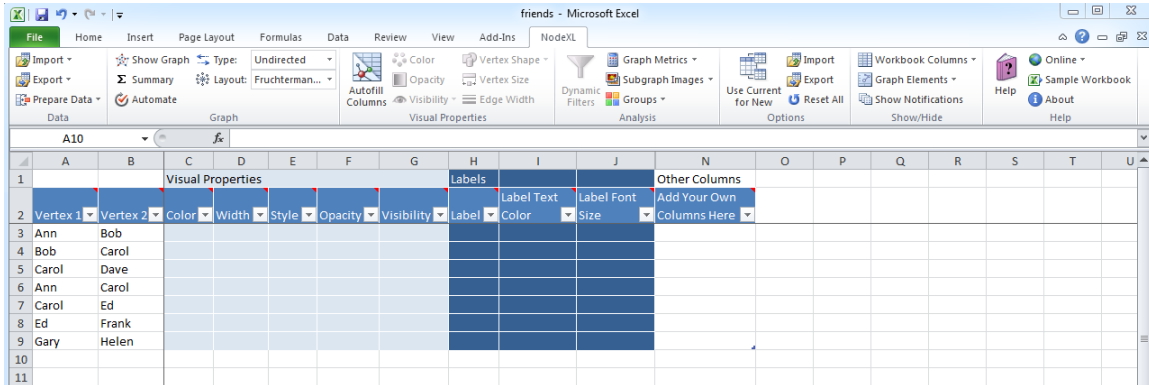 friends - Microsoft Excel
File Home Insert Page Layout Formulas Data Review View Add-Ins NodeXL
Import Show Graph Type: Undirected Color Vertex Shape Graph Metrics Import Workbook Columns Online
Export Summary Layout: Fruchterman... Opacity Vertex Size Subgraph Images Export Graph Elements Sample Workbook
Prepare Data Automate Autofill Columns Visibility Edge Width Dynamic Filters Groups Use Current for New Reset All Show Notifications Help About
Data Graph Visual Properties Analysis Options Show/Hide Help
A10 fx
A B C D E F G H I J N O P Q R S T U
1 Visual Properties Labels Other Columns
2 Vertex 1 Vertex 2 Color Width Style Opacity Visibility Label Label Text Color Label Font Size Add Your Own Columns Here
3 Ann Bob
4 Bob Carol
5 Carol Dave
6 Ann Carol
7 Carol Ed
8 Ed Frank
9 Gary Helen
10
11